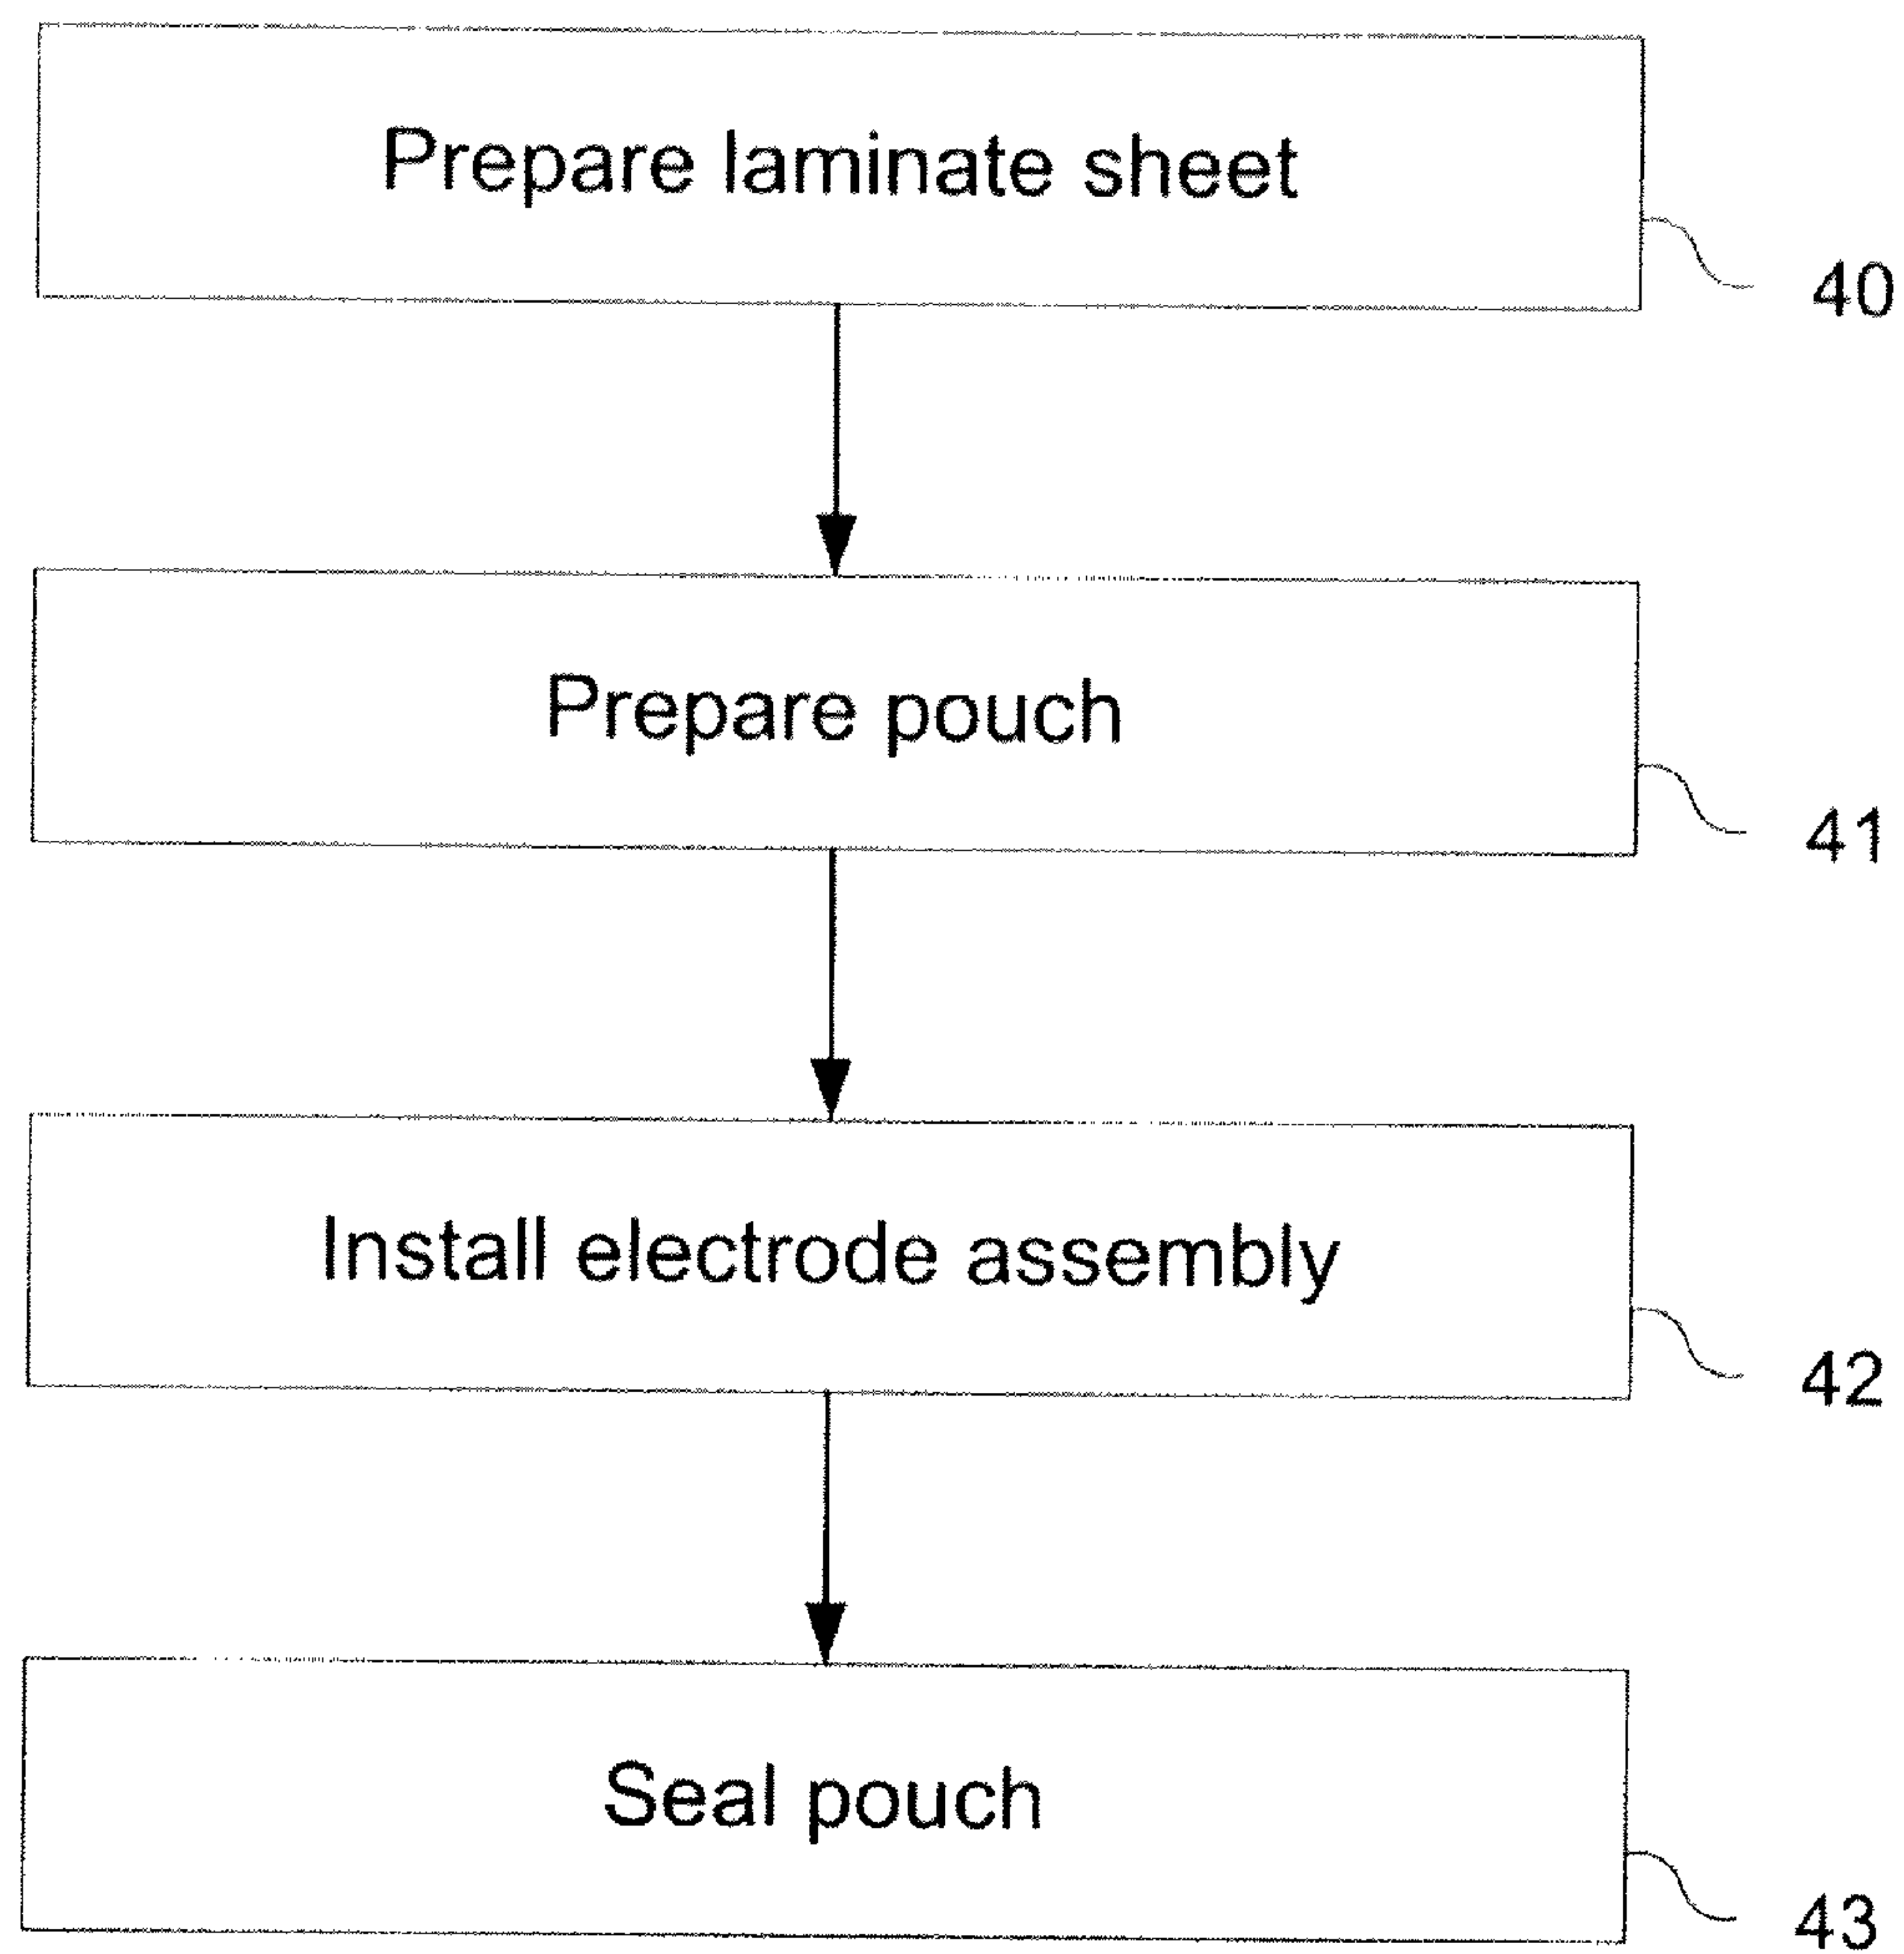 Prepare laminate sheet
40
Prepare pouch
41
Install electrode assembly
42
Seal pouch
43